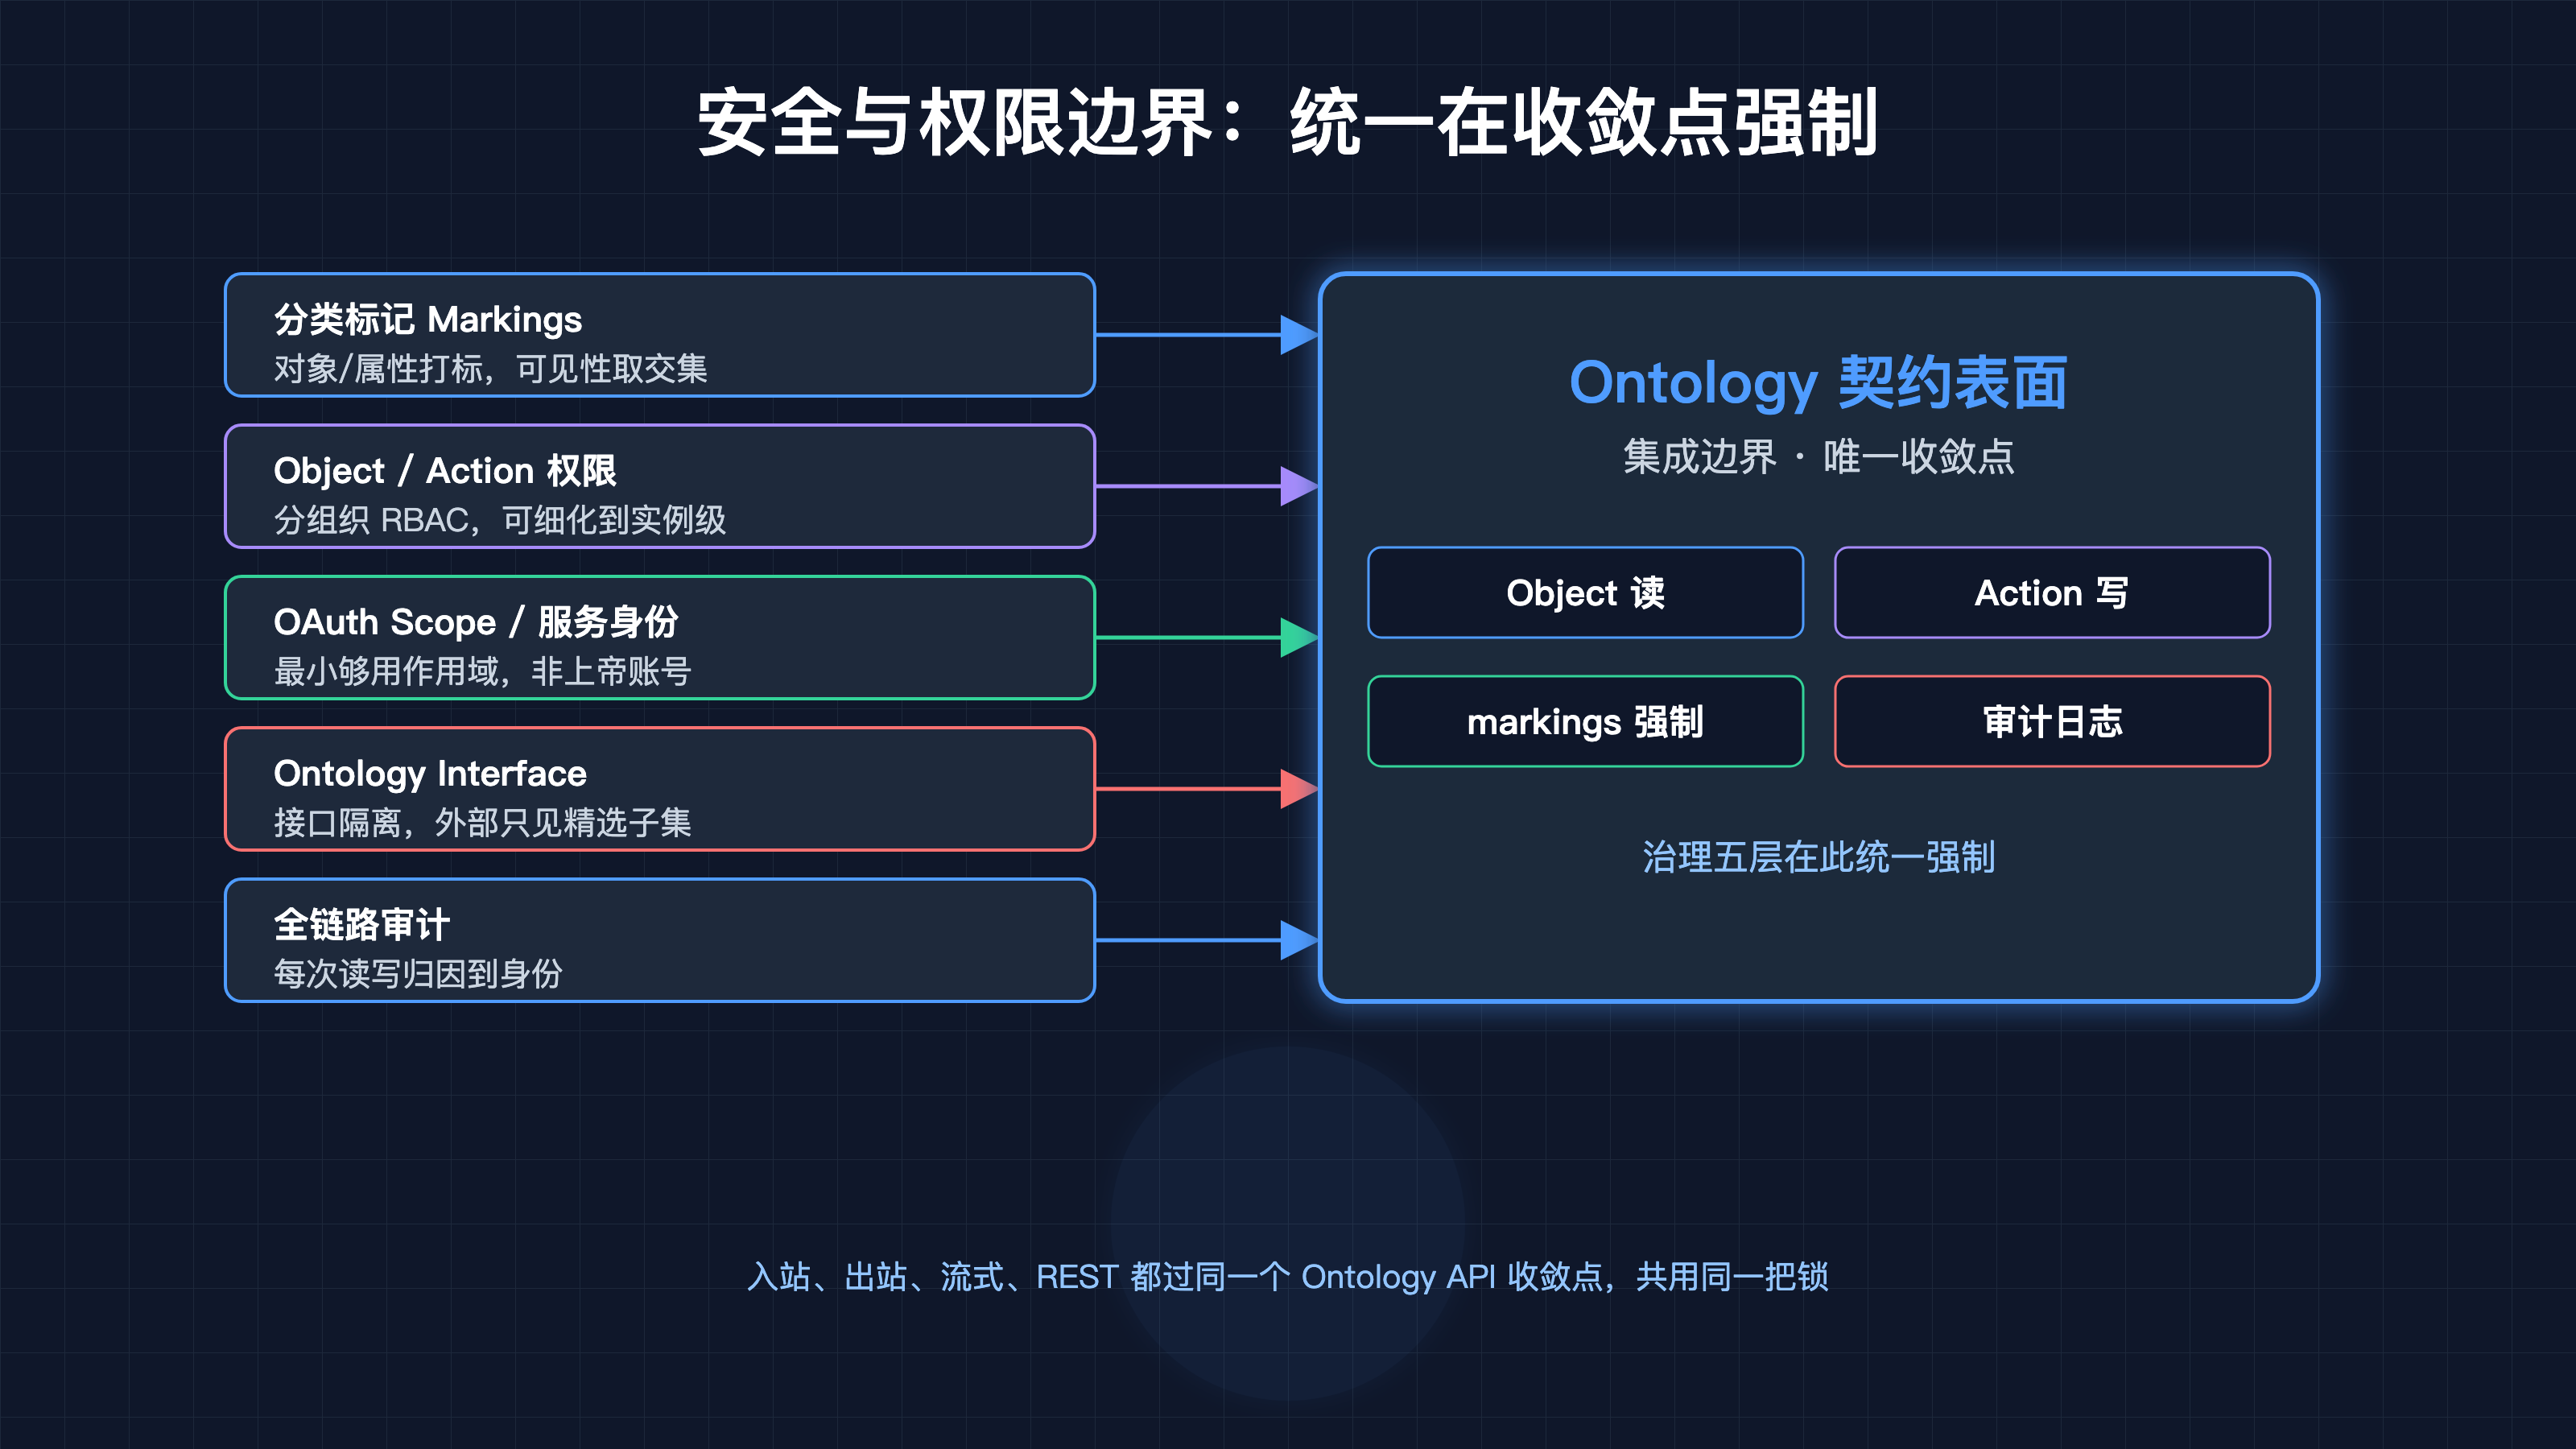 安全与权限边界：统一在收敛点强制
分类标记 Markings
对象/属性打标，可见性取交集
Object / Action 权限
分组织 RBAC，可细化到实例级
OAuth Scope / 服务身份
最小够用作用域，非上帝账号
Ontology Interface
接口隔离，外部只见精选子集
全链路审计
每次读写归因到身份
Ontology 契约表面
集成边界 · 唯一收敛点
Object 读
Action 写
markings 强制
审计日志
治理五层在此统一强制
入站、出站、流式、REST 都过同一个 Ontology API 收敛点，共用同一把锁